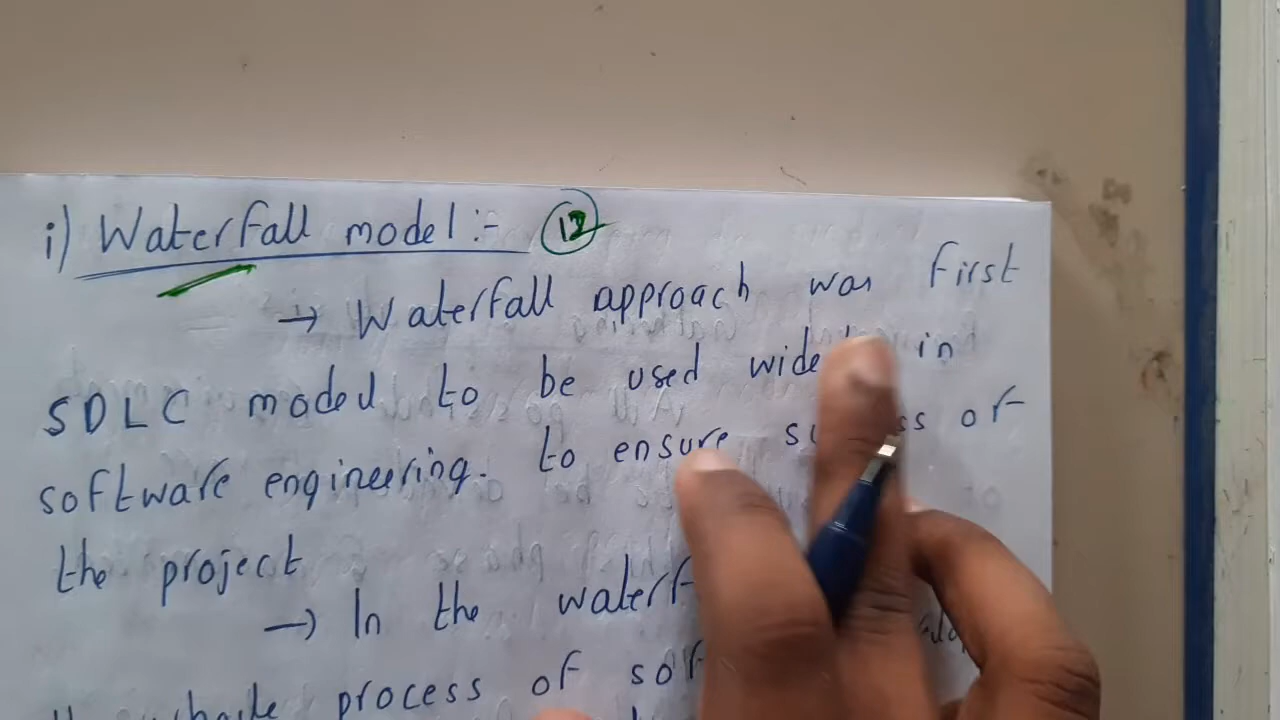 i) Waterfall model :- 12
→ Waterfall approach was first
SDLC model to be used in
software engineering. to ensure of
the project
→ In the
process of